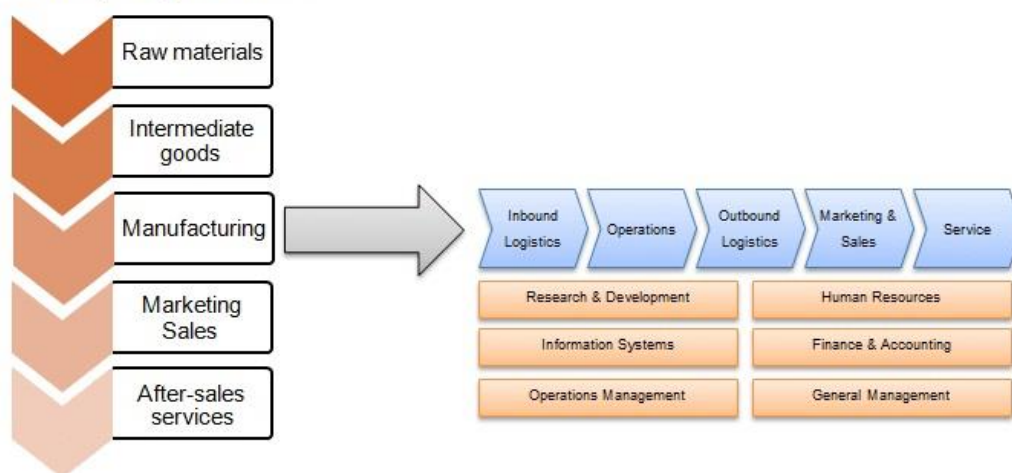 Raw materials
Intermediate
goods
Manufacturing
Marketing
Sales
After-sales
services
Inbound
Logistics
Operations
Outbound
Logistics
Marketing &
Sales
Service
Research & Development
Human Resources
Information Systems
Finance & Accounting
Operations Management
General Management